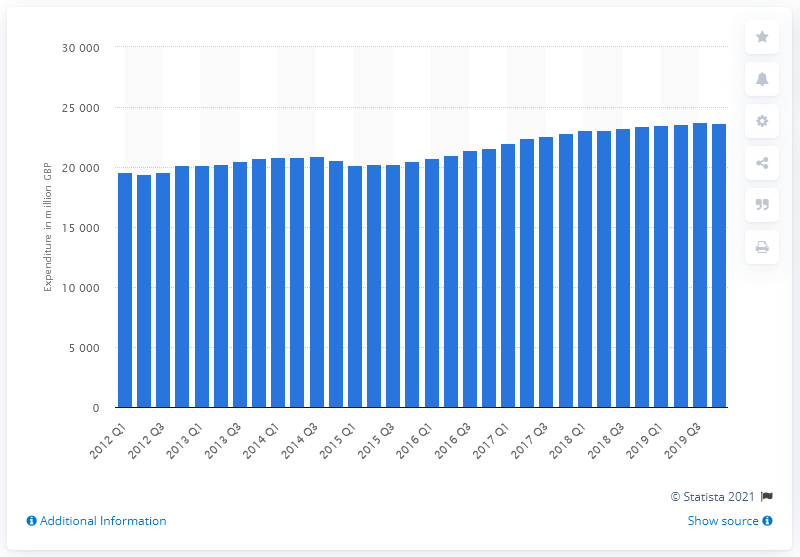 30 000
25 000
20 000
15 000
10 000
5 000
0
Expenditure in million GBP
2012 Q1
2012 Q3
2013 Q1
2013 Q3
2014 Q1
2014 Q3
2015 Q1
2015 Q3
2016 Q1
2016 Q3
2017 Q1
2017 Q3
2018 Q1
2018 Q3
2019 Q1
2019 Q3
© Statista 2021
Additional Information
Show source